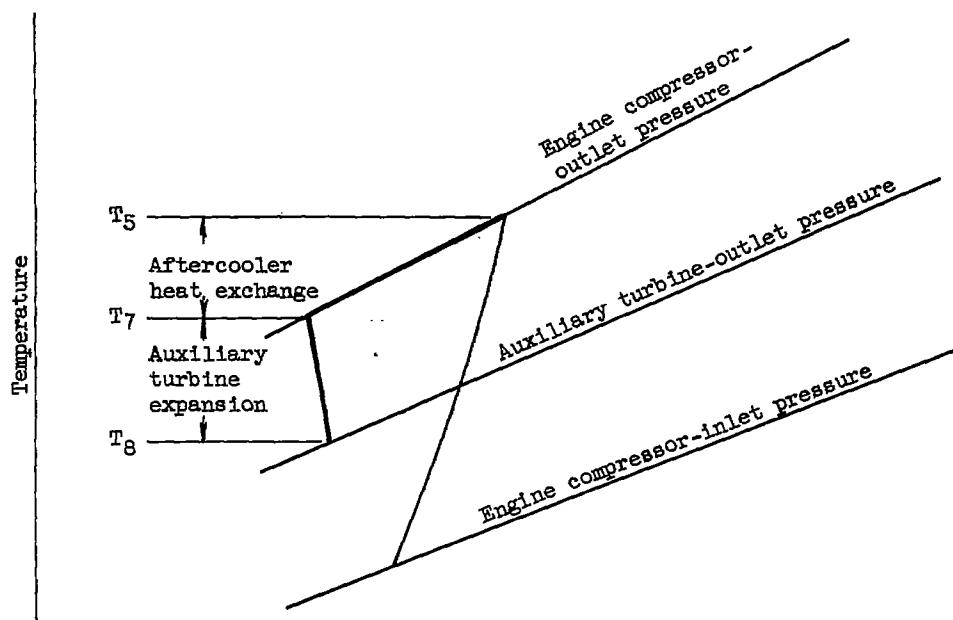 Engine compressor-
outlet pressure
T5
Aftercooler
heat exchange
T7
Auxiliary
turbine
expansion
T8
Auxiliary turbine-outlet pressure
Engine compressor-inlet pressure
Temperature